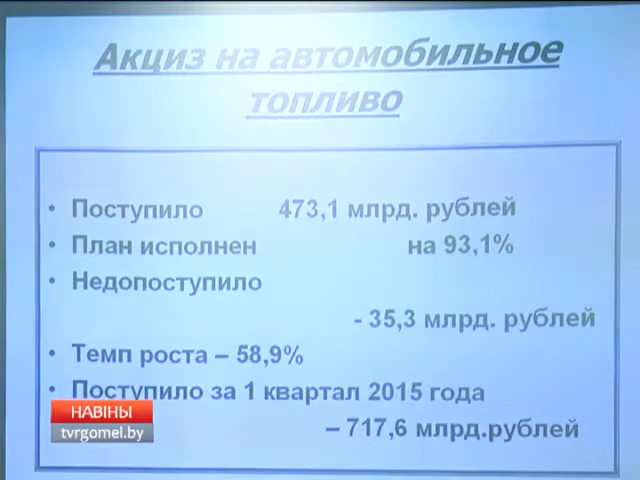 Акциз на автомобильное
топливо
• Поступило 473,1 млрд. рублей
• План исполнен на 93,1%
• Недопоступило
- 35,3 млрд. рублей
• Темп роста – 58,9%
• Поступило за 1 квартал 2015 года
– 717,6 млрд.рублей
НАВІНЫ
tvrgomel.by